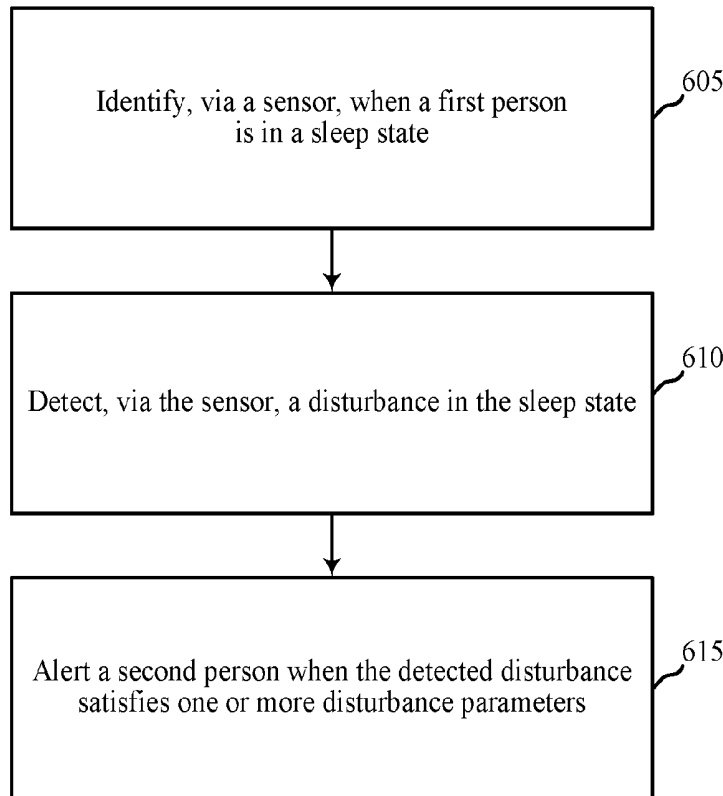 Identify, via a sensor, when a first person
is in a sleep state
605
Detect, via the sensor, a disturbance in the sleep state
610
Alert a second person when the detected disturbance
satisfies one or more disturbance parameters
615